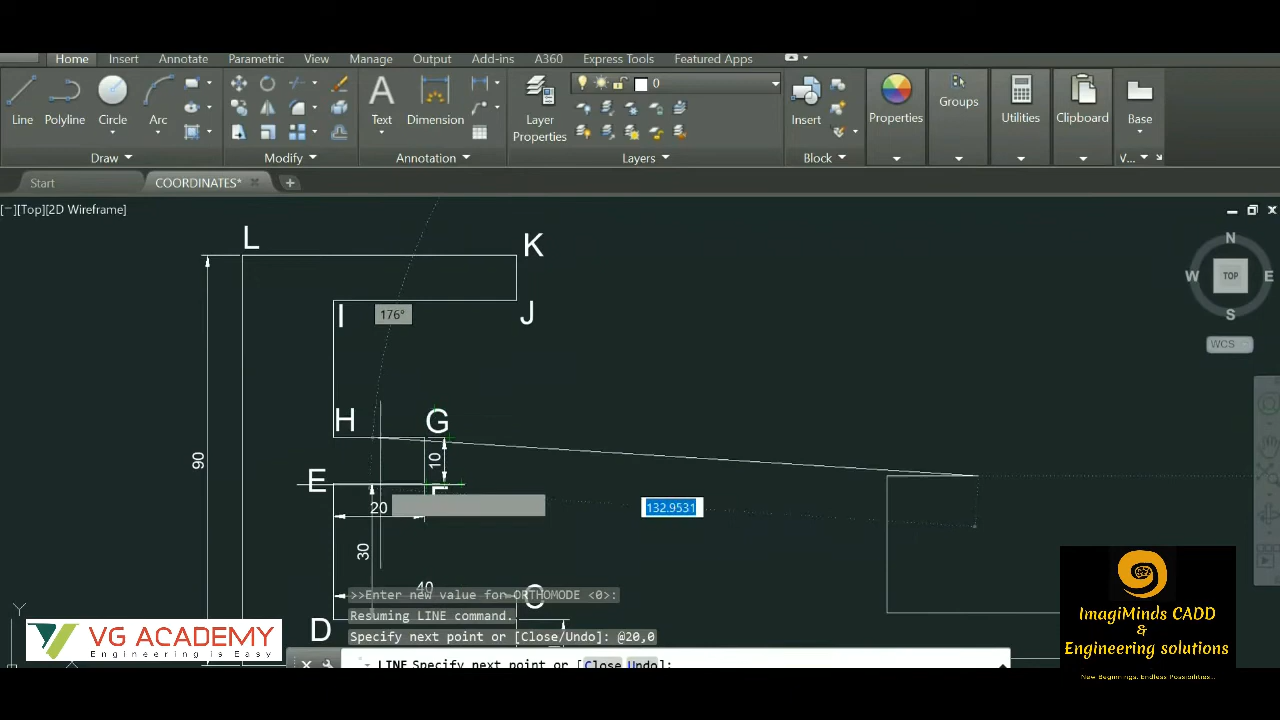 Home Insert Annotate Parametric View Manage Output Add-ins A360 Express Tools Featured Apps
Line Polyline Circle Arc Text Dimension Layer Properties 0 Insert Properties Groups Utilities Clipboard Base
Draw Modify Annotation Layers Block V...
Start COORDINATES*
[−][Top][2D Wireframe]
N
W TOP E
S
WCS
L K
I 176° J
H G
90 10
E
20 132.9531
30
40
D
>>Enter new value for ORTHOMODE <0>:
Resuming LINE command.
Specify next point or [Close/Undo]: @20,0
LINE Specify next point or [Close Undo]:
Y
VG ACADEMY
Engineering is Easy
ImagiMinds CADD
&
Engineering solutions
New Beginnings. Endless Possibilities...